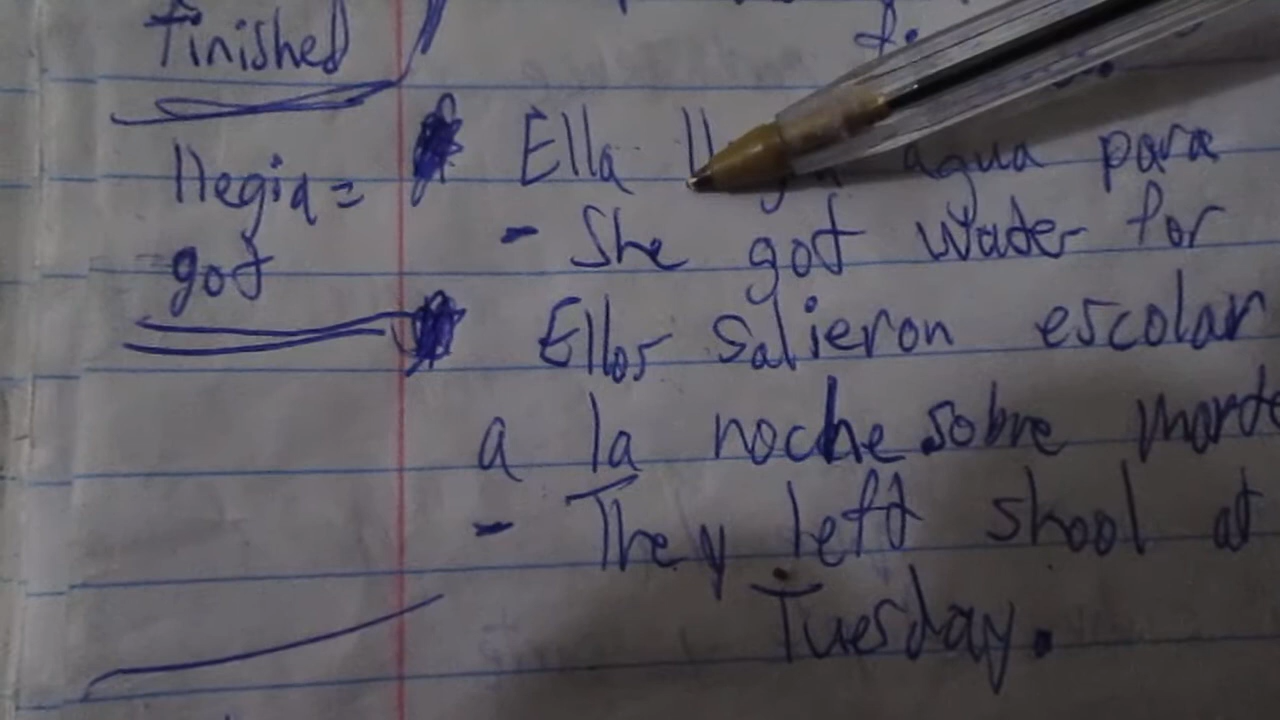 finished
llegia =
got
Ella agua para
- She got water for
Ellos salieron escolar
a la noche sobre
- They left shool at
Tuesday.